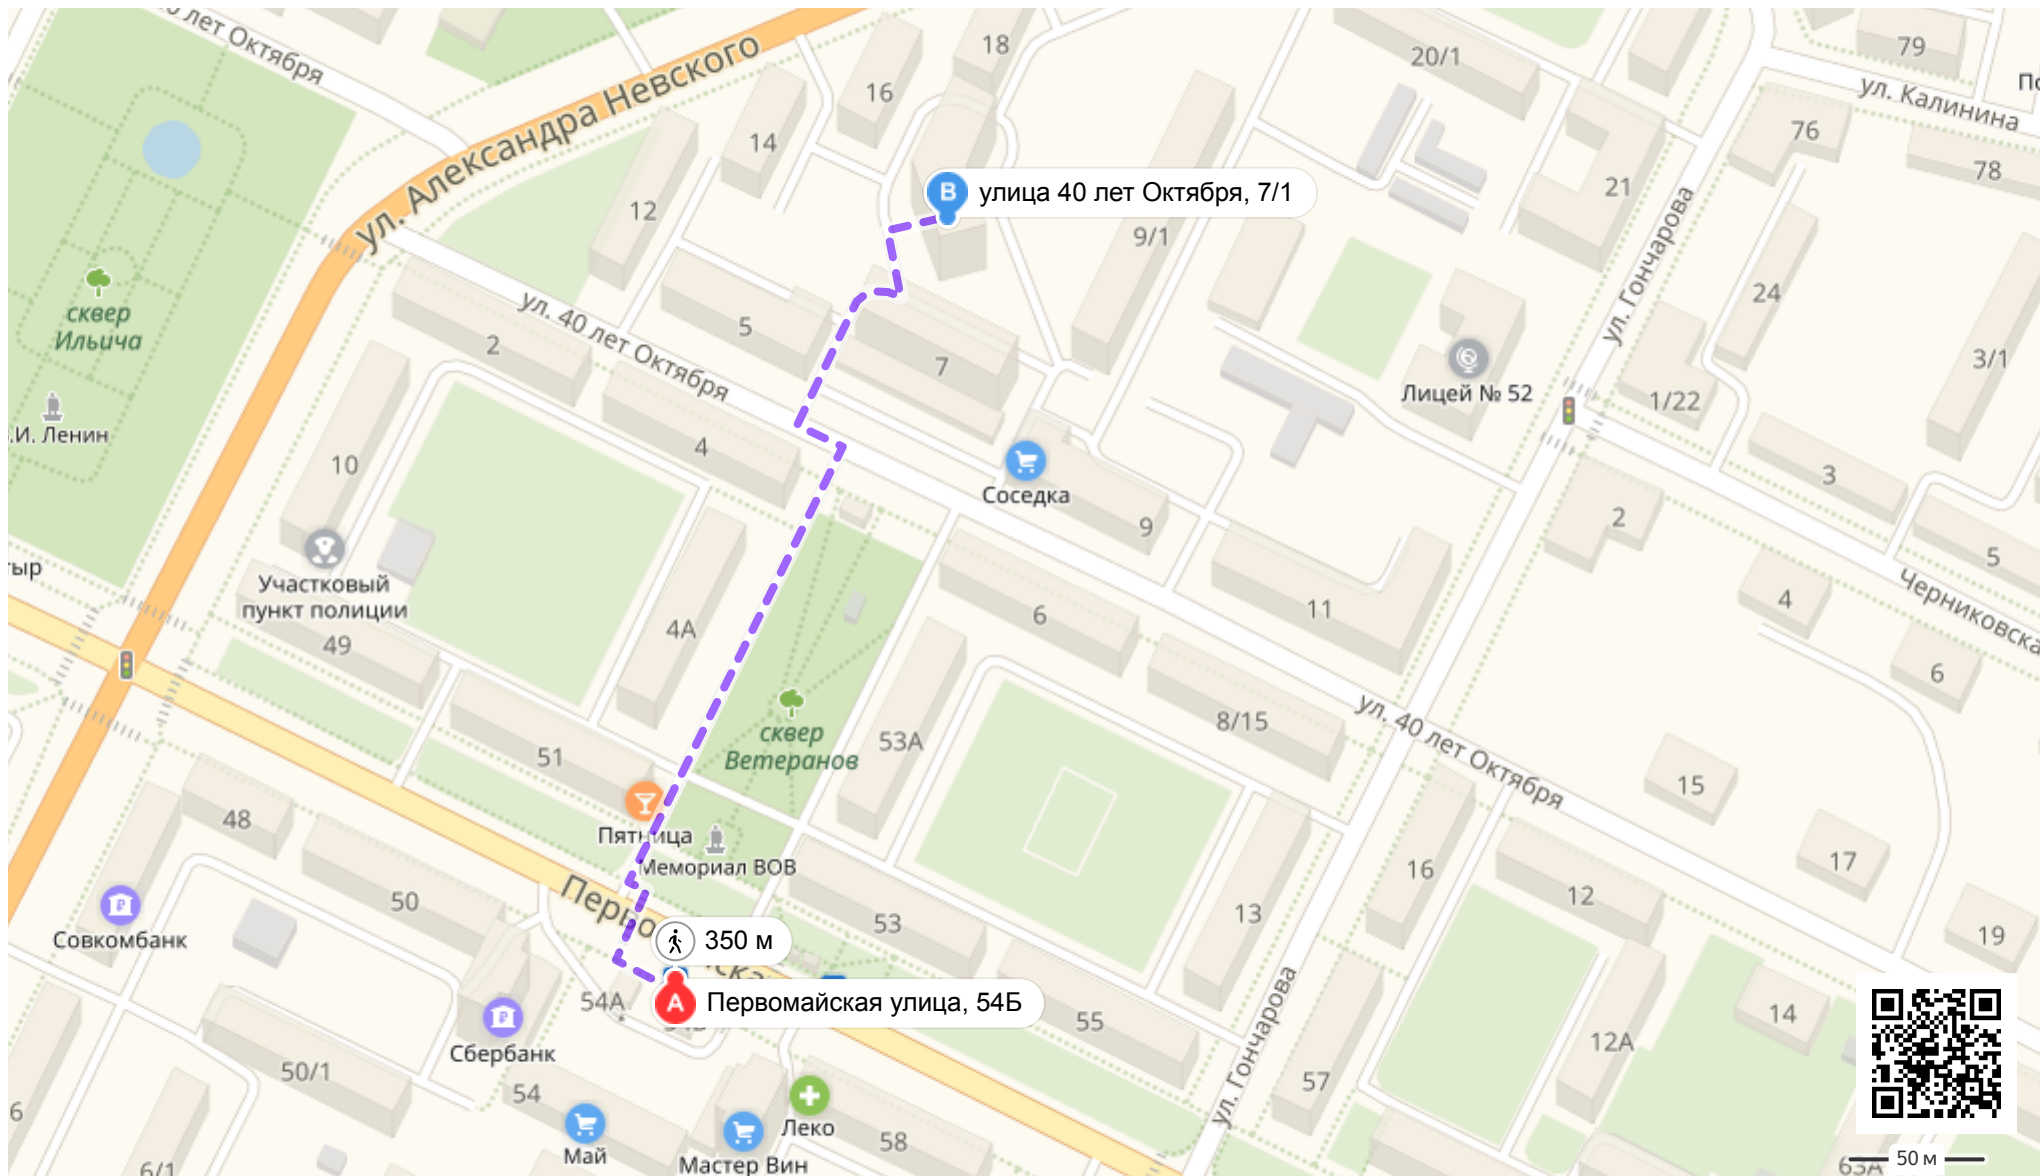 лет Октября
18
20/1
79
ул. Александра Невского
16
ул. Калинина
14
76
78
12
B
улица 40 лет Октября, 7/1
21
9/1
ул. Гончарова
24
сквер
Ильича
ул. 40 лет Октября
5
2
7
3/1
Лицей № 52
1/22
И. Ленин
10
4
3
Соседка
9
2
5
Участковый
пункт полиции
49
4А
6
11
4
Черниковская
6
сквер
Ветеранов
53А
8/15
ул. 40 лет Октября
51
15
48
Пятница
Мемориал ВОВ
16
17
50
Первомайская
53
13
12
19
Совкомбанк
350 м
54А
A
Первомайская улица, 54Б
55
14
12А
Сбербанк
50/1
54
57
ул. Гончарова
Леко
58
Май
Мастер Вин
6/1
63А
50 м